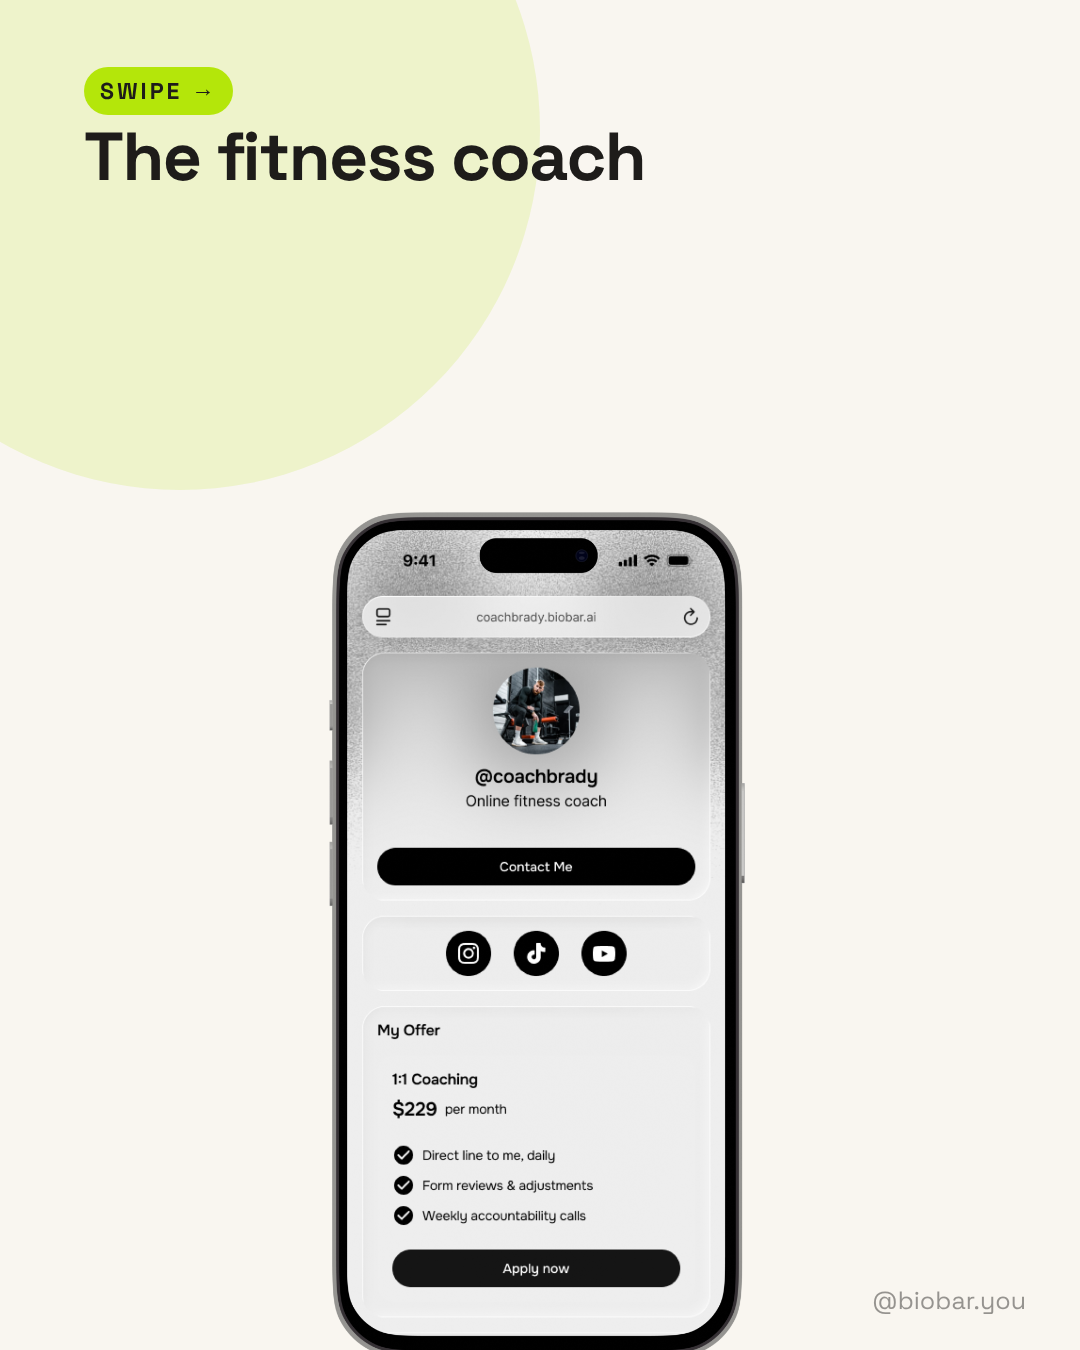 SWIPE →
The fitness coach
9:41
coachbrady.biobar.ai
@coachbrady
Online fitness coach
Contact Me
My Offer
1:1 Coaching
$229 per month
Direct line to me, daily
Form reviews & adjustments
Weekly accountability calls
Apply now
@biobar.you